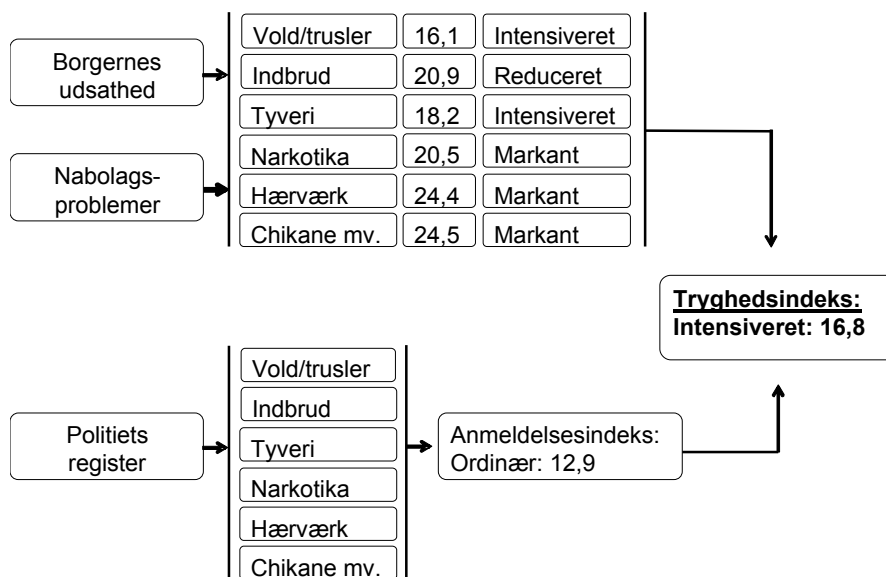 Borgernes
udsathed
Nabolags-
problemer
Vold/trusler 16,1 Intensiveret
Indbrud 20,9 Reduceret
Tyveri 18,2 Intensiveret
Narkotika 20,5 Markant
Hærværk 24,4 Markant
Chikane mv. 24,5 Markant
Tryghedsindeks:
Intensiveret: 16,8
Politiets
register
Vold/trusler
Indbrud
Tyveri
Narkotika
Hærværk
Chikane mv.
Anmeldelsesindeks:
Ordinær: 12,9